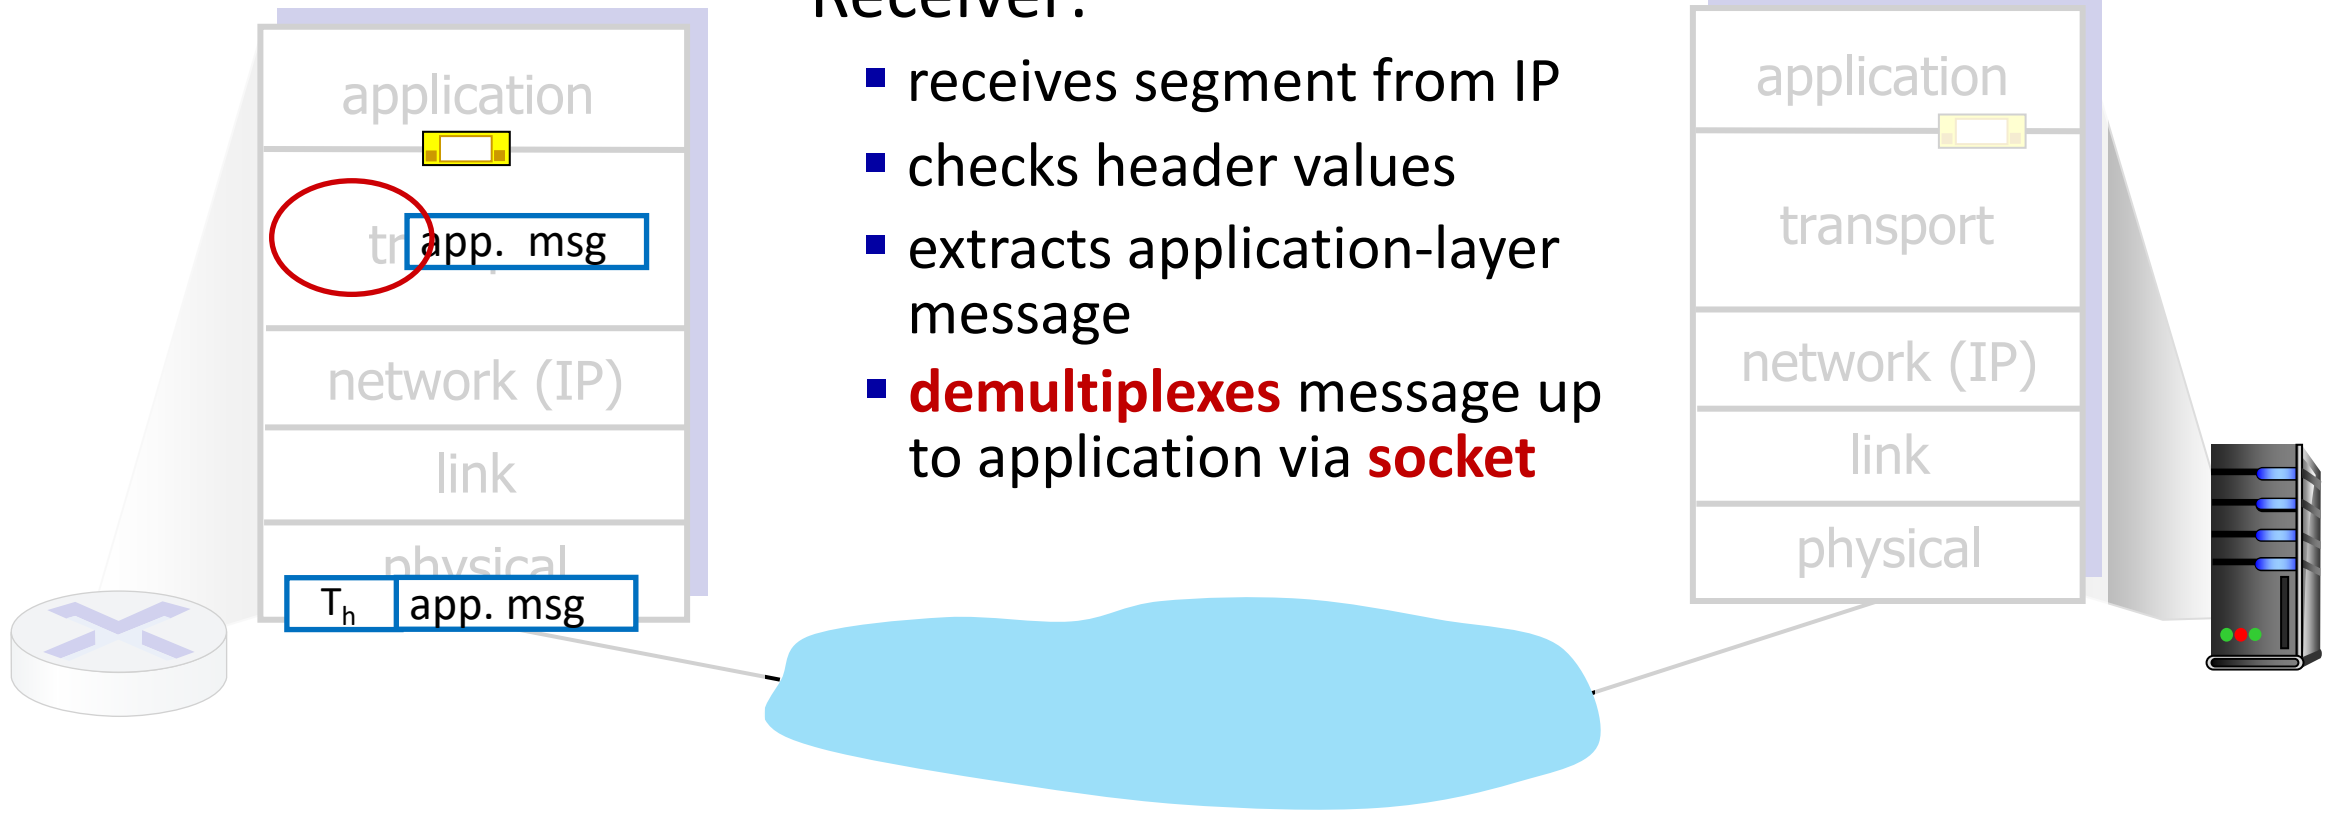 Receiver:
receives segment from IP
checks header values
extracts application-layer
message
demultiplexes message up
to application via socket
application
app. msg
network (IP)
link
physical
Th app. msg
application
transport
network (IP)
link
physical